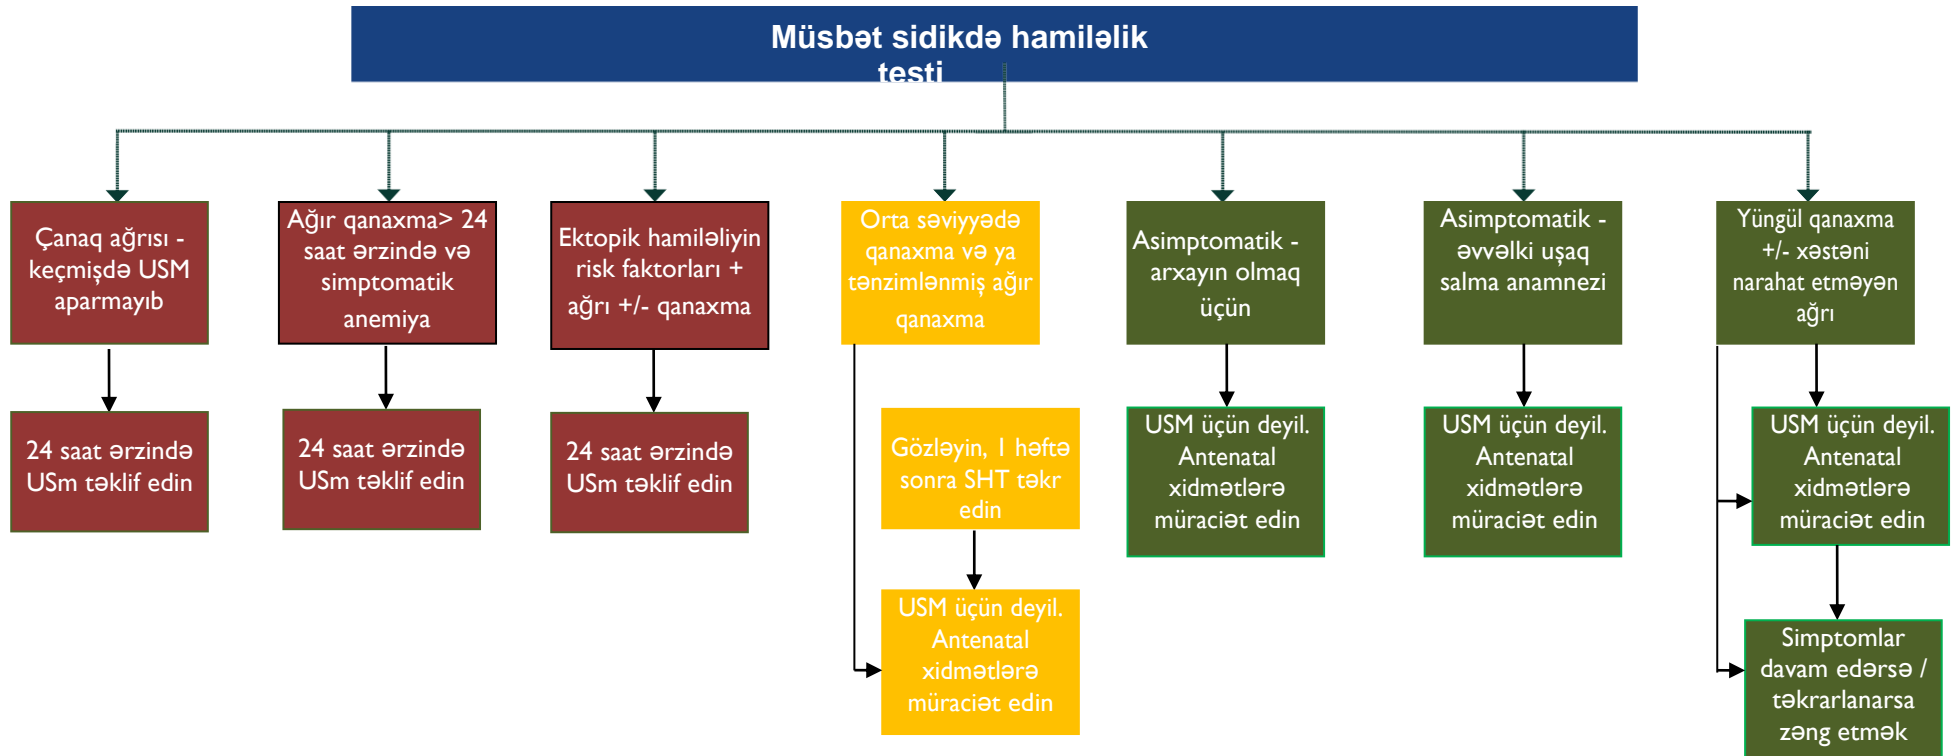 Müsbət sidikdə hamiləlik
testi
Çanaq ağrısı -
keçmişdə USM
aparmayıb
Ağır qanaxma> 24
saat ərzində və
simptomatik
anemiya
Ektopik hamiləliyin
risk faktorları +
ağrı +/- qanaxma
Orta səviyyədə
qanaxma və ya
tənzimlənmiş ağır
qanaxma
Asimptomatik -
arxayın olmaq
üçün
Asimptomatik -
əvvəlki uşaq
salma anamnezi
Yüngül qanaxma
+/- xəstəni
narahat etməyən
ağrı
24 saat ərzində
USm təklif edin
24 saat ərzində
USm təklif edin
24 saat ərzində
USm təklif edin
Gözləyin, 1 həftə
sonra SHT təkr
edin
USM üçün deyil.
Antenatal
xidmətlərə
müraciət edin
USM üçün deyil.
Antenatal
xidmətlərə
müraciət edin
USM üçün deyil.
Antenatal
xidmətlərə
müraciət edin
USM üçün deyil.
Antenatal
xidmətlərə
müraciət edin
Simptomlar
davam edərsə /
təkrarlanarsa
zəng etmək